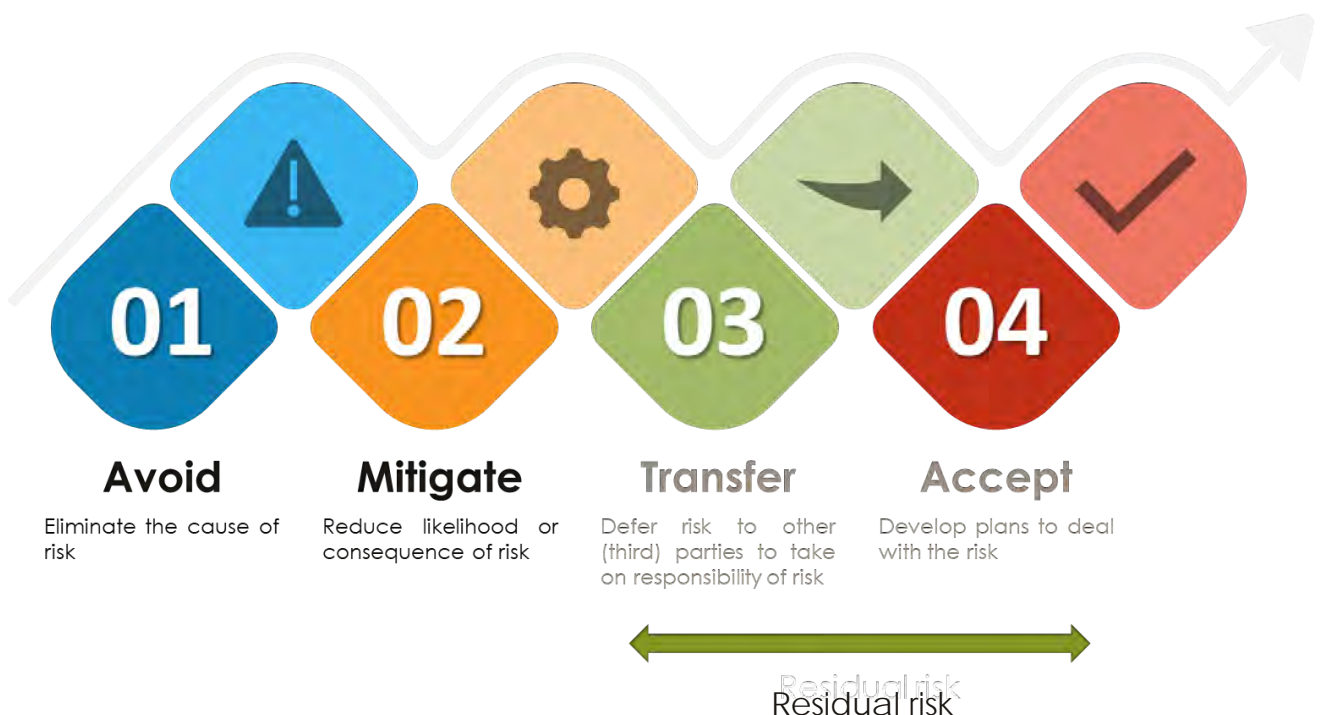 01
02
03
04
Avoid
Eliminate the cause of
risk
Mitigate
Reduce likelihood or
consequence of risk
Transfer
Defer risk to other
(third) parties to take
on responsibility of risk
Accept
Develop plans to deal
with the risk
Residual risk
Residual risk